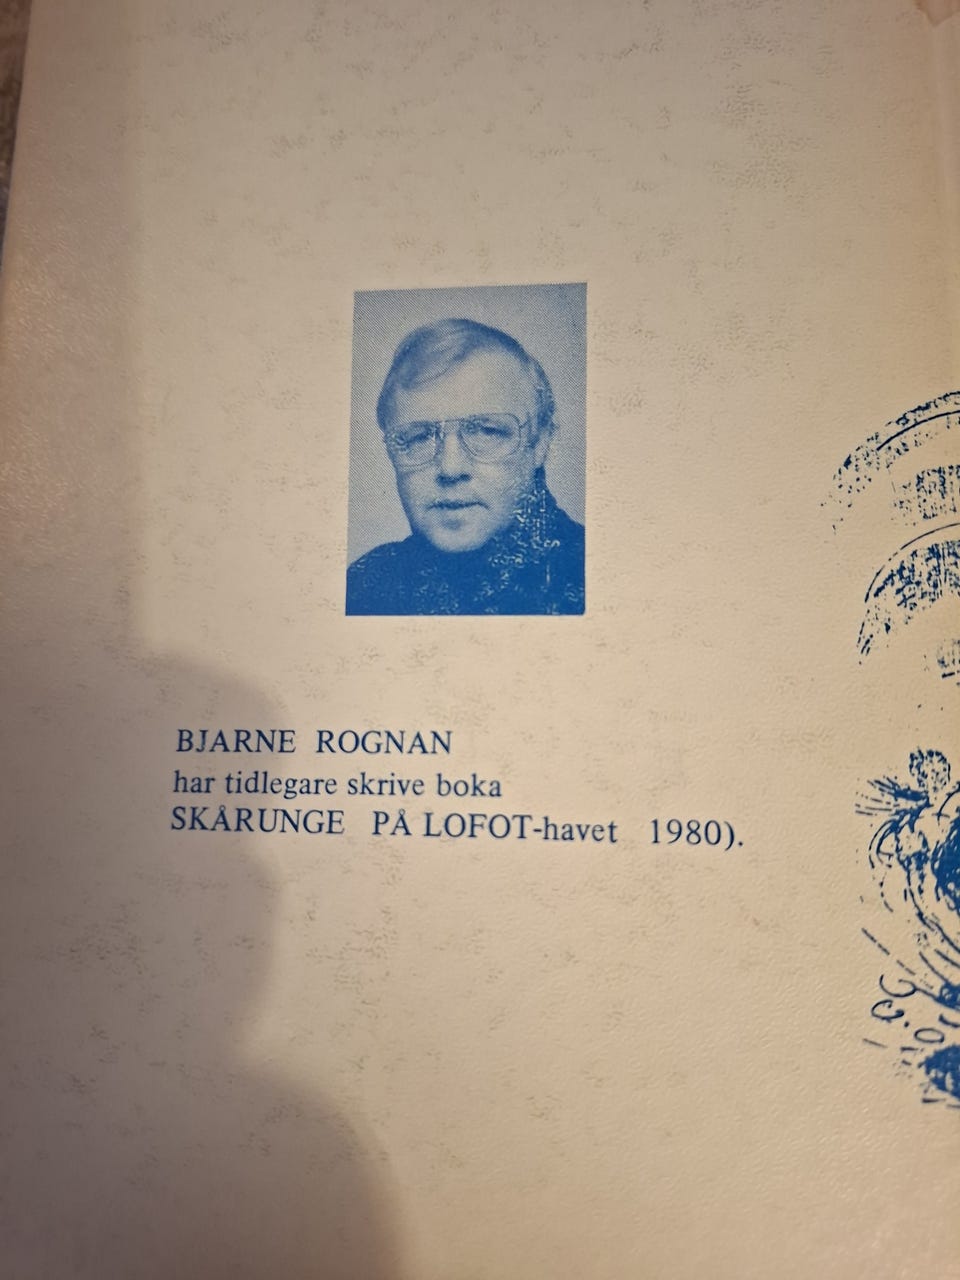 BJARNE ROGNAN
har tidlegare skrive boka
SKÅRUNGE PÅ LOFOT-havet 1980).